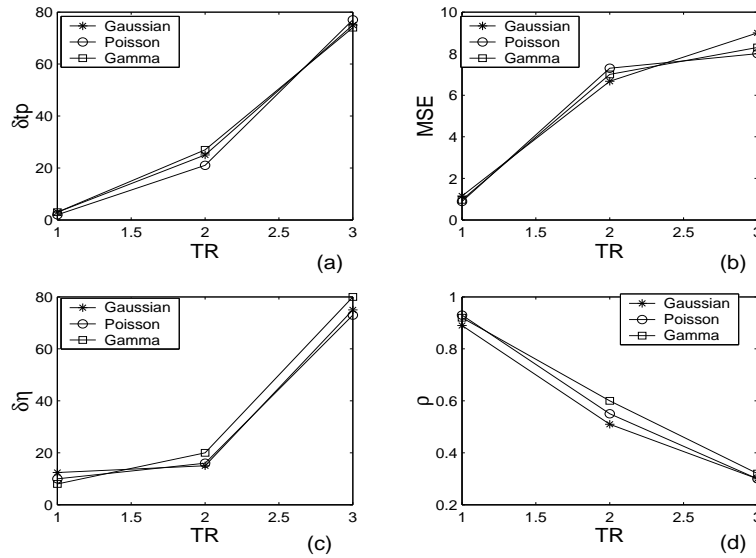 80
60
40
20
0
δtp
Gaussian
Poisson
Gamma
1 1.5 2 2.5 3
TR
(a)
10
8
6
4
2
0
MSE
Gaussian
Poisson
Gamma
1 1.5 2 2.5 3
TR
(b)
80
60
40
20
0
δη
Gaussian
Poisson
Gamma
1 1.5 2 2.5 3
TR
(c)
1
0.8
0.6
0.4
0.2
ρ
Gaussian
Poisson
Gamma
1 1.5 2 2.5 3
TR
(d)